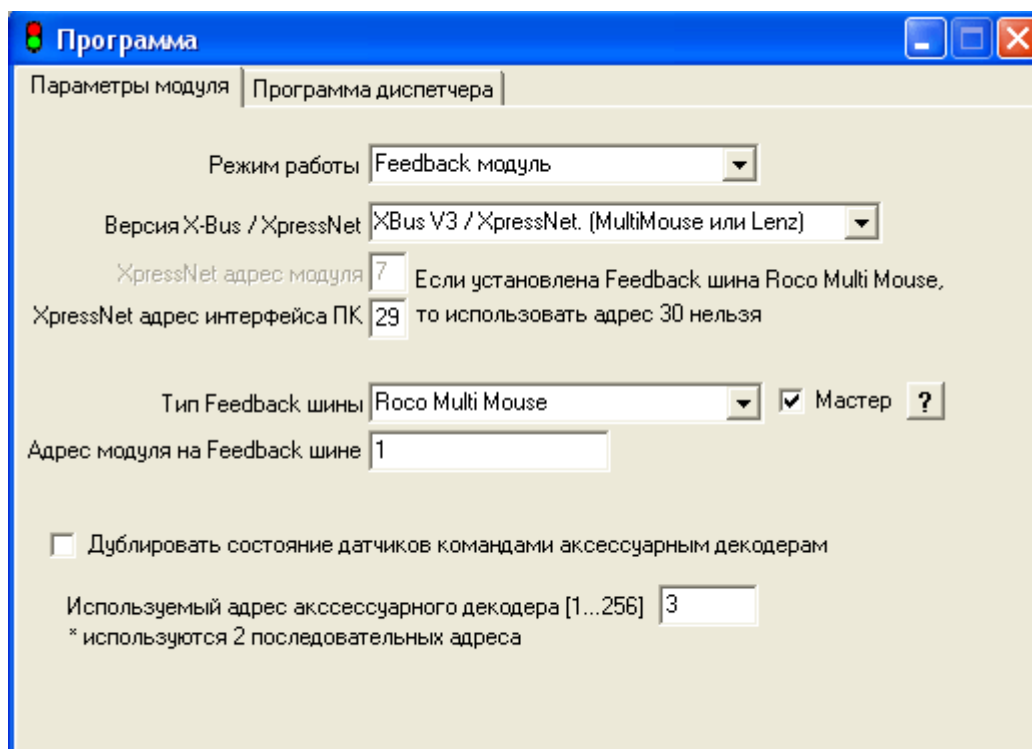 Программа
Параметры модуля Программа диспетчера
Режим работы Feedback модуль
Версия X-Bus / XpressNet XBus V3 / XpressNet. (MultiMouse или Lenz)
XpressNet адрес модуля 7 Если установлена Feedback шина Roco Multi Mouse,
XpressNet адрес интерфейса ПК 29 то использовать адрес 30 нельзя
Тип Feedback шины Roco Multi Mouse Мастер ?
Адрес модуля на Feedback шине 1
Дублировать состояние датчиков командами аксессуарным декодерам
Используемый адрес акссессуарного декодера [1...256] 3
* используются 2 последовательных адреса